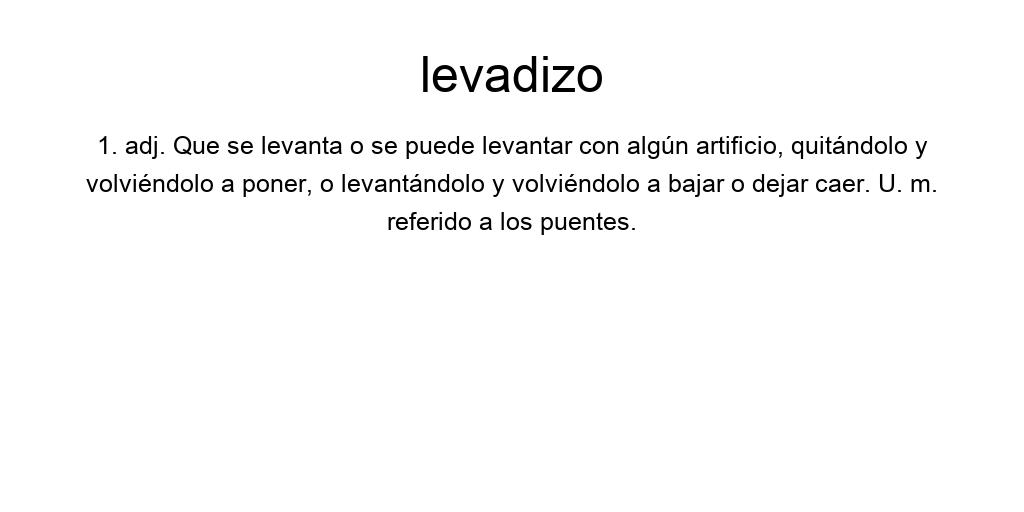 levadizo
1. adj. Que se levanta o se puede levantar con algún artificio, quitándolo y
volviéndolo a poner, o levantándolo y volviéndolo a bajar o dejar caer. U. m.
referido a los puentes.